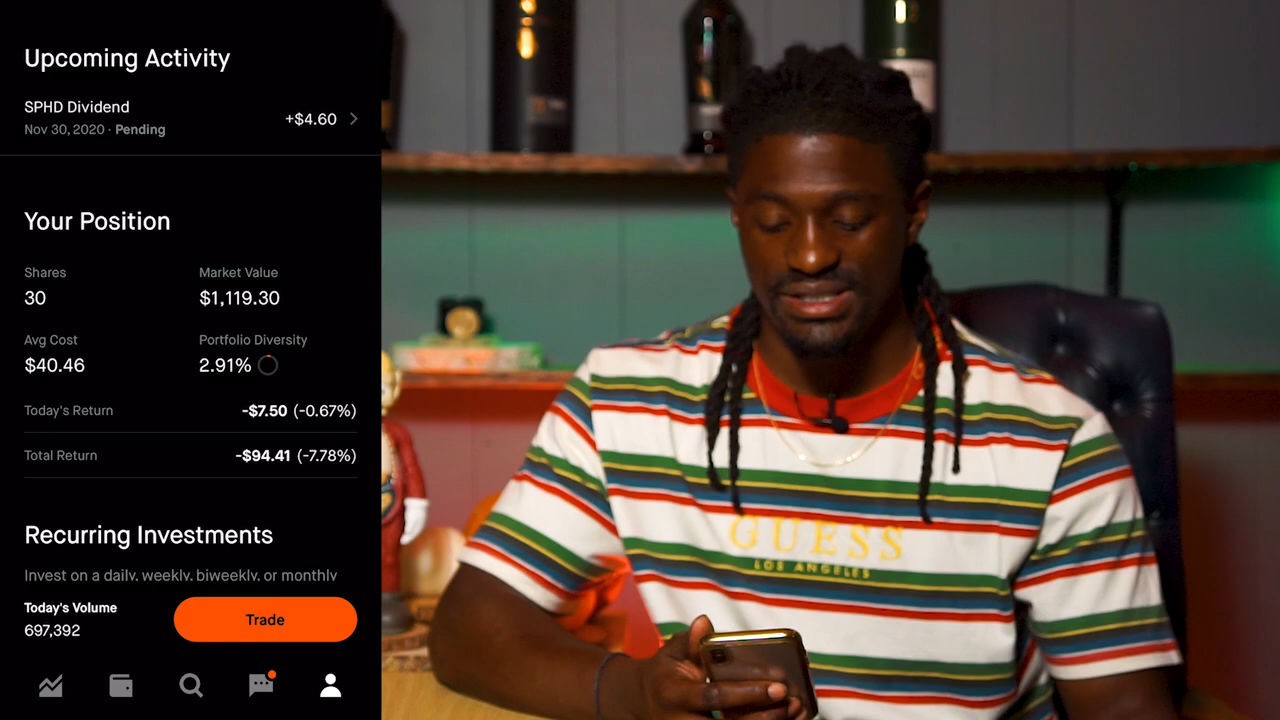 Upcoming Activity
SPHD Dividend
Nov 30, 2020 · Pending
+$4.60
Your Position
Shares
Market Value
30
$1,119.30
Avg Cost
Portfolio Diversity
$40.46
2.91%
Today's Return
-$7.50 (-0.67%)
Total Return
-$94.41 (-7.78%)
Recurring Investments
Invest on a daily, weekly, biweekly, or monthly
Today's Volume
697,392
Trade
GUESS
LOS ANGELES